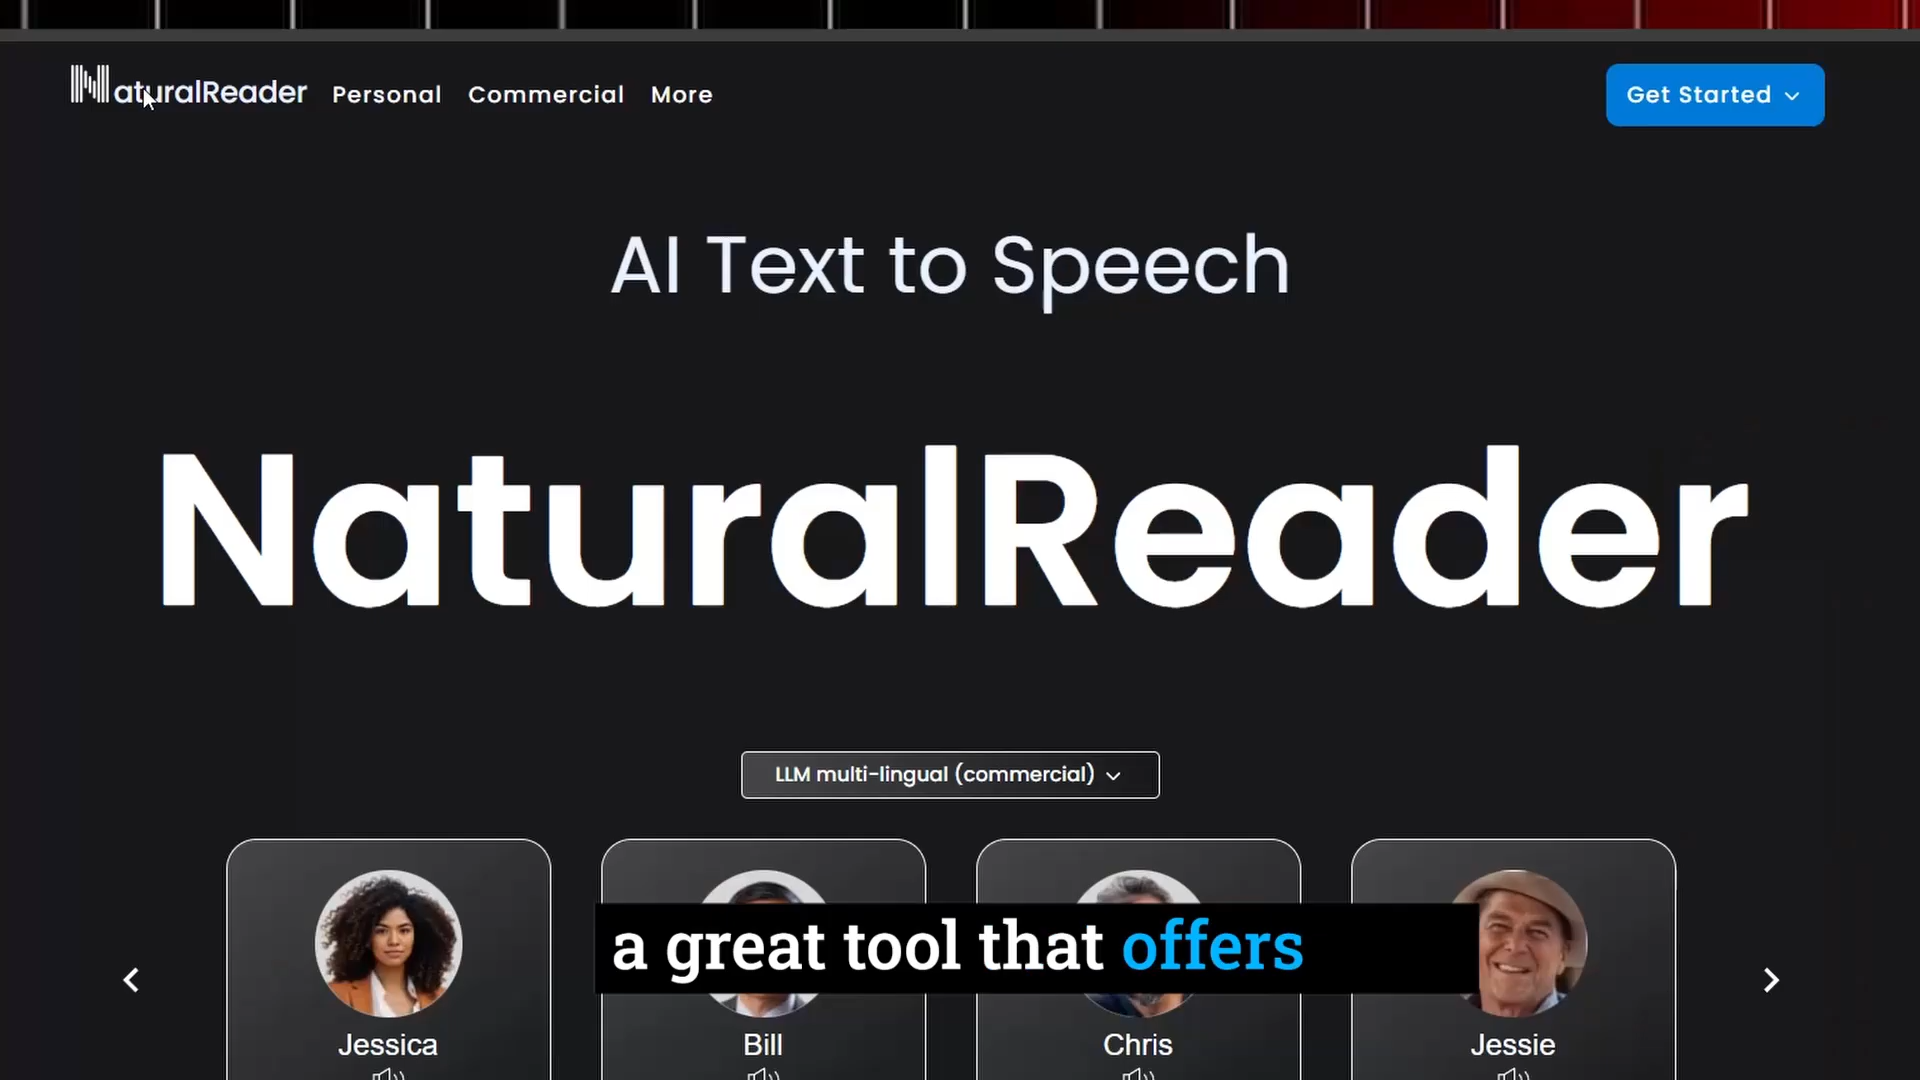 NaturalReader Personal Commercial More Get Started
AI Text to Speech
NaturalReader
LLM multi-lingual (commercial)
a great tool that offers
Jessica Bill Chris Jessie